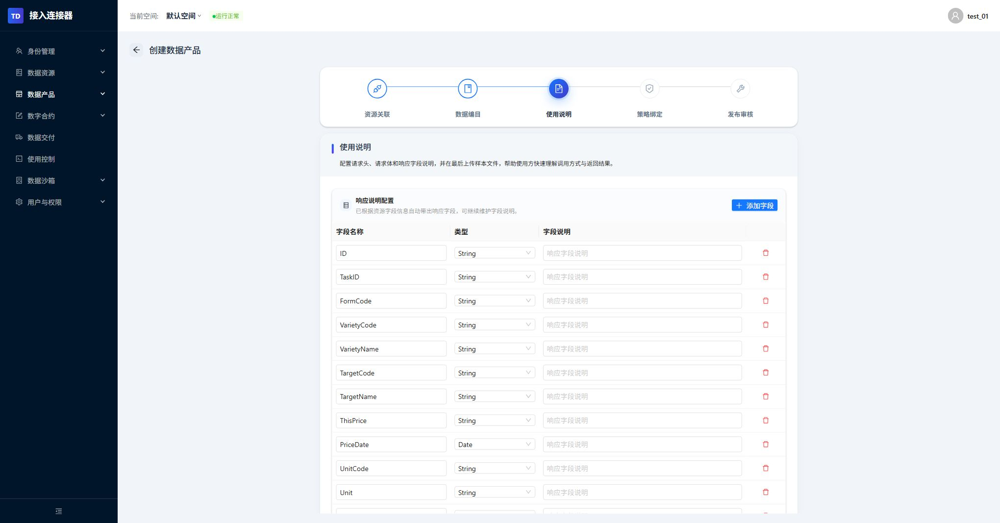 TD 接入连接器
当前空间: 默认空间 运行正常
test_01
身份管理
数据资源
数据产品
数字合约
数据交付
使用控制
数据沙箱
用户与权限
创建数据产品
资源关联
数据编目
使用说明
策略绑定
发布审核
使用说明
配置请求头、请求体和响应字段说明，并在最后上传样本文件，帮助使用方快速理解调用方式与返回结果。
响应说明配置
已根据资源字段信息自动带出响应字段，可继续维护字段说明。
添加字段
字段名称 类型 字段说明
ID String 响应字段说明
TaskID String 响应字段说明
FormCode String 响应字段说明
VarietyCode String 响应字段说明
VarietyName String 响应字段说明
TargetCode String 响应字段说明
TargetName String 响应字段说明
ThisPrice String 响应字段说明
PriceDate Date 响应字段说明
UnitCode String 响应字段说明
Unit String 响应字段说明